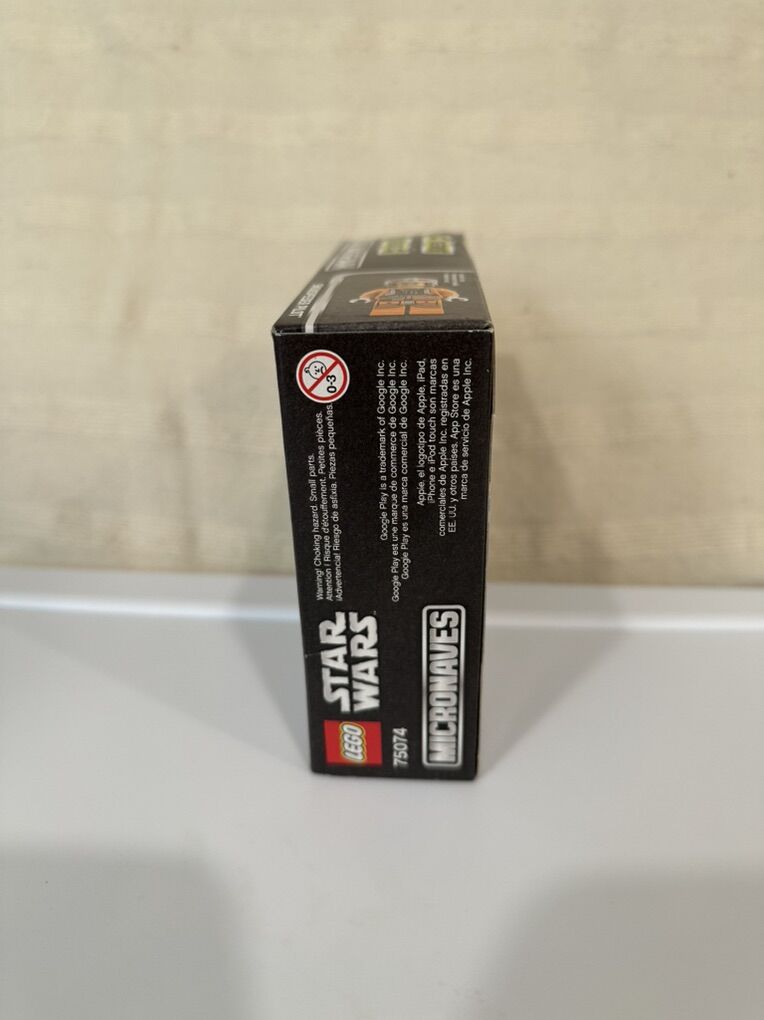 LEGO
STAR
WARS
75074
MICRONAVES
Warning! Choking hazard. Small parts.
Attention ! Risque d'étouffement. Petites pièces.
¡Advertencia! Riesgo de asfixia. Piezas pequeñas.
0-3
Google Play is a trademark of Google Inc.
Google Play est une marque de commerce de Google Inc.
Google Play es una marca comercial de Google Inc.
Apple, el logotipo de Apple, iPad,
iPhone e iPod touch son marcas
comerciales de Apple Inc. registradas en
EE. UU. y otros países. App Store es una
marca de servicio de Apple Inc.